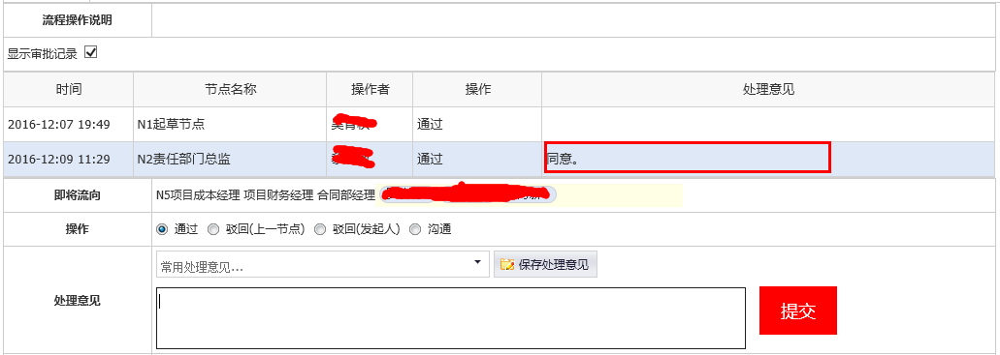 流程操作说明
显示审批记录
时间 节点名称 操作者 操作 处理意见
2016-12-07 19:49 N1起草节点 通过
2016-12-09 11:29 N2责任部门总监 通过 同意。
即将流向 N5项目成本经理 项目财务经理 合同部经理
操作 通过 驳回(上一节点) 驳回(发起人) 沟通
常用处理意见... 保存处理意见
处理意见 提交